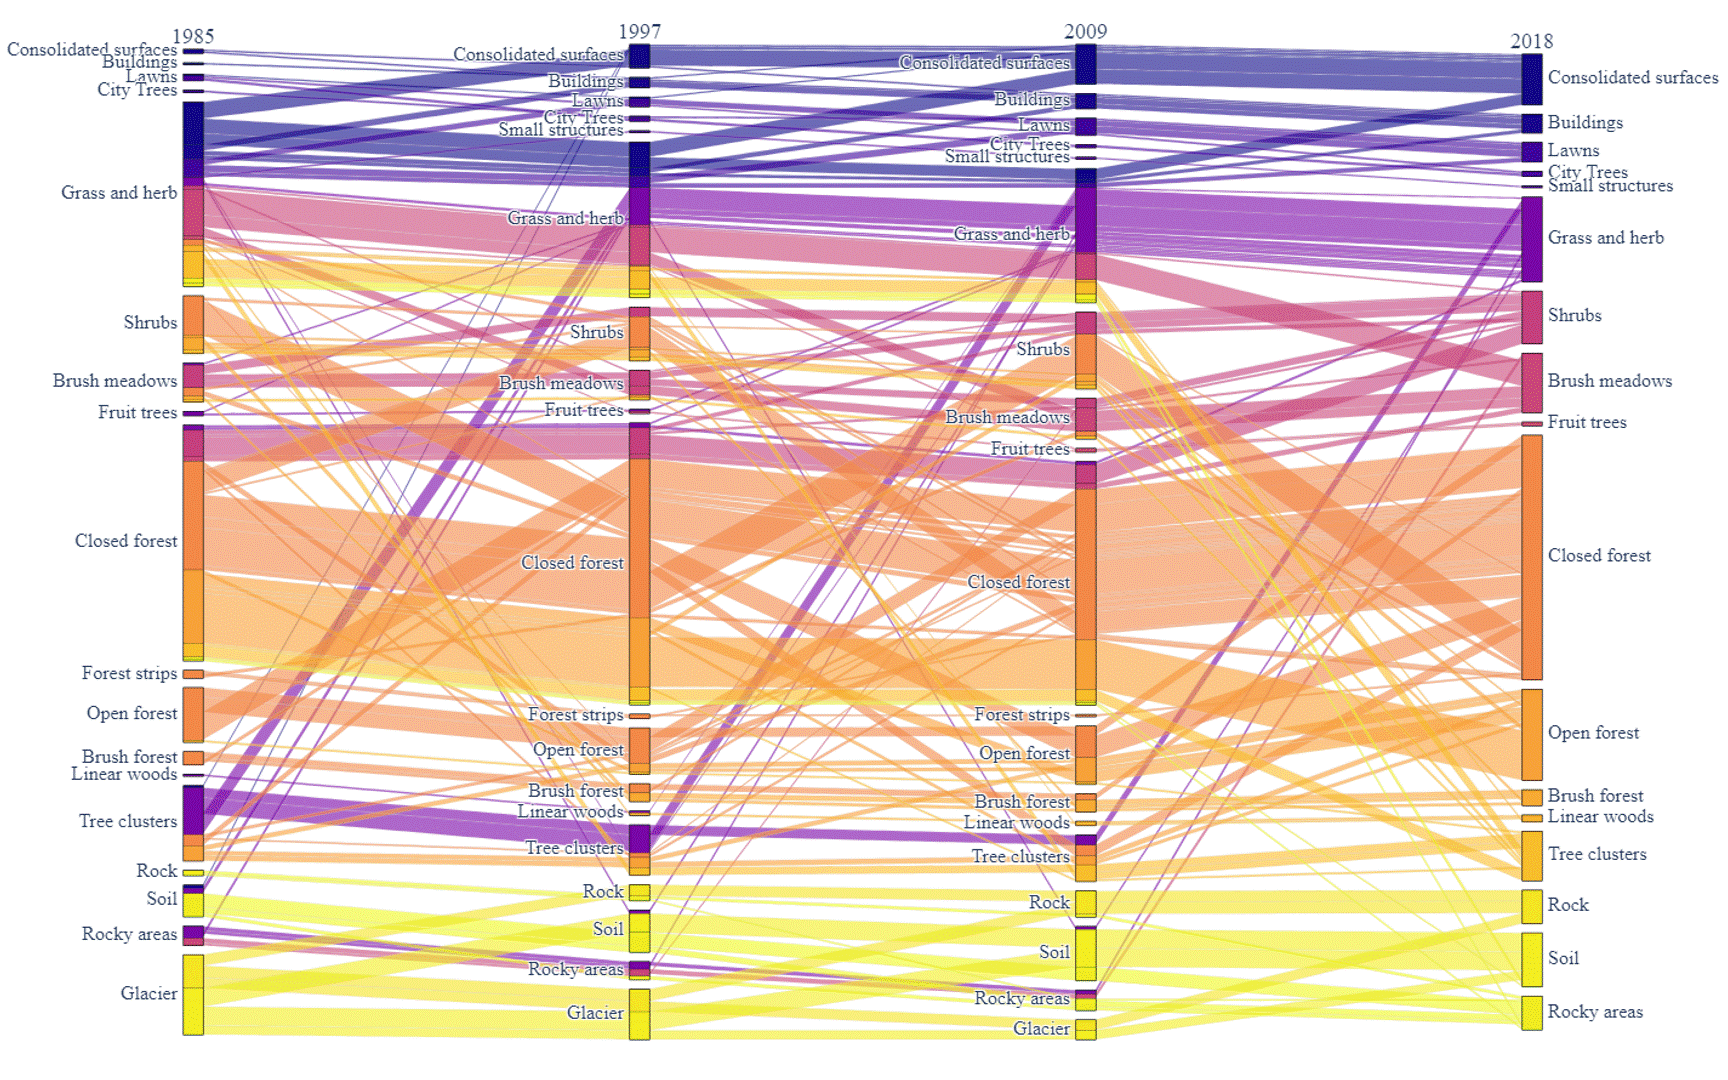 1985
Consolidated surfaces
Buildings
Lawns
City Trees
Grass and herb
Shrubs
Brush meadows
Fruit trees
Closed forest
Forest strips
Open forest
Brush forest
Linear woods
Tree clusters
Rock
Soil
Rocky areas
Glacier
1997
Consolidated surfaces
Buildings
Lawns
City Trees
Small structures
Grass and herb
Shrubs
Brush meadows
Fruit trees
Closed forest
Forest strips
Open forest
Brush forest
Linear woods
Tree clusters
Rock
Soil
Rocky areas
Glacier
2009
Consolidated surfaces
Buildings
Lawns
City Trees
Small structures
Grass and herb
Shrubs
Brush meadows
Fruit trees
Closed forest
Forest strips
Open forest
Brush forest
Linear woods
Tree clusters
Rock
Soil
Rocky areas
Glacier
2018
Consolidated surfaces
Buildings
Lawns
City Trees
Small structures
Grass and herb
Shrubs
Brush meadows
Fruit trees
Closed forest
Open forest
Brush forest
Linear woods
Tree clusters
Rock
Soil
Rocky areas